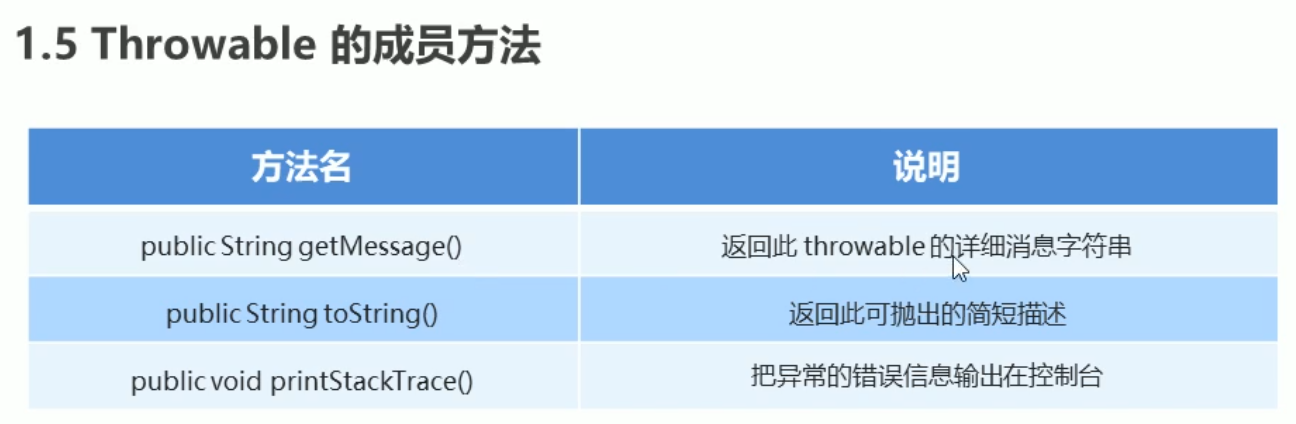 1.5 Throwable 的成员方法
方法名 说明
public String getMessage() 返回此 throwable 的详细消息字符串
public String toString() 返回此可抛出的简短描述
public void printStackTrace() 把异常的错误信息输出在控制台